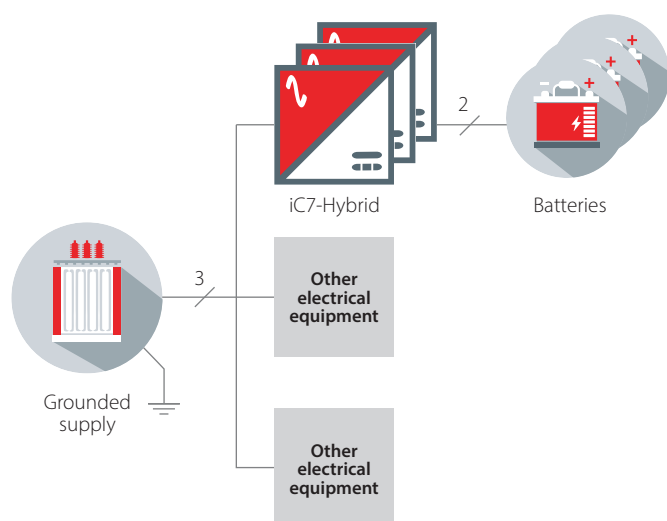 2
iC7-Hybrid
Batteries
3
Other
electrical
equipment
Grounded
supply
Other
electrical
equipment